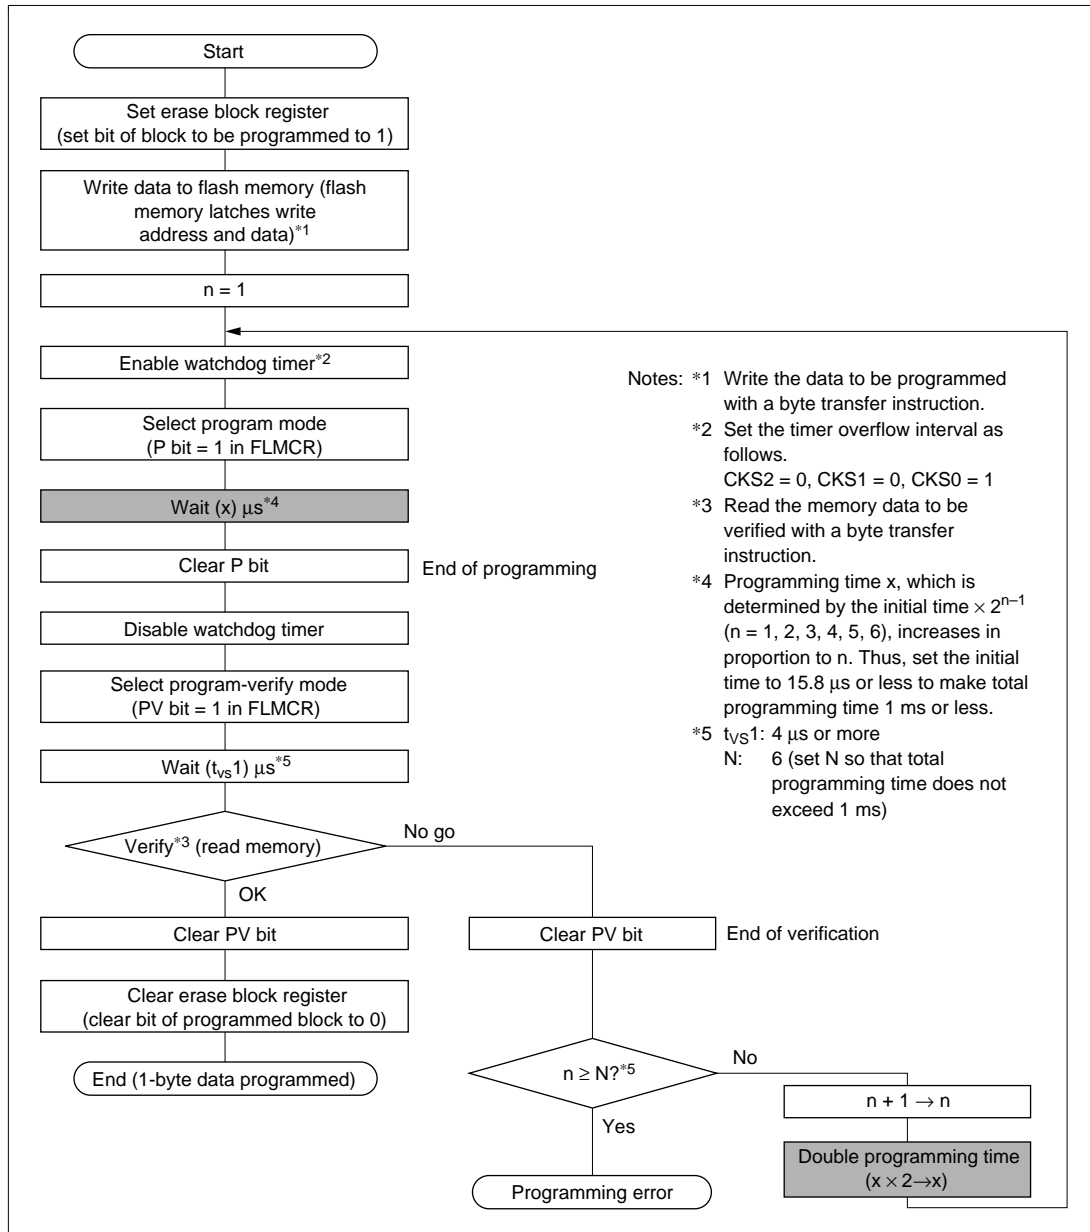 Start
Set erase block register
(set bit of block to be programmed to 1)
Write data to flash memory (flash
memory latches write
address and data)*1
n = 1
Enable watchdog timer*2
Select program mode
(P bit = 1 in FLMCR)
Wait (x) μs*4
Clear P bit
End of programming
Disable watchdog timer
Select program-verify mode
(PV bit = 1 in FLMCR)
Wait (tvs1) μs*5
Verify*3 (read memory)
No go
OK
Clear PV bit
Clear erase block register
(clear bit of programmed block to 0)
End (1-byte data programmed)
Clear PV bit
End of verification
n ≥ N?*5
No
Yes
Programming error
n + 1 → n
Double programming time
(x × 2→x)
Notes: *1 Write the data to be programmed
with a byte transfer instruction.
*2 Set the timer overflow interval as
follows.
CKS2 = 0, CKS1 = 0, CKS0 = 1
*3 Read the memory data to be
verified with a byte transfer
instruction.
*4 Programming time x, which is
determined by the initial time × 2^n–1
(n = 1, 2, 3, 4, 5, 6), increases in
proportion to n. Thus, set the initial
time to 15.8 μs or less to make total
programming time 1 ms or less.
*5 tVS1: 4 μs or more
N: 6 (set N so that total
programming time does not
exceed 1 ms)